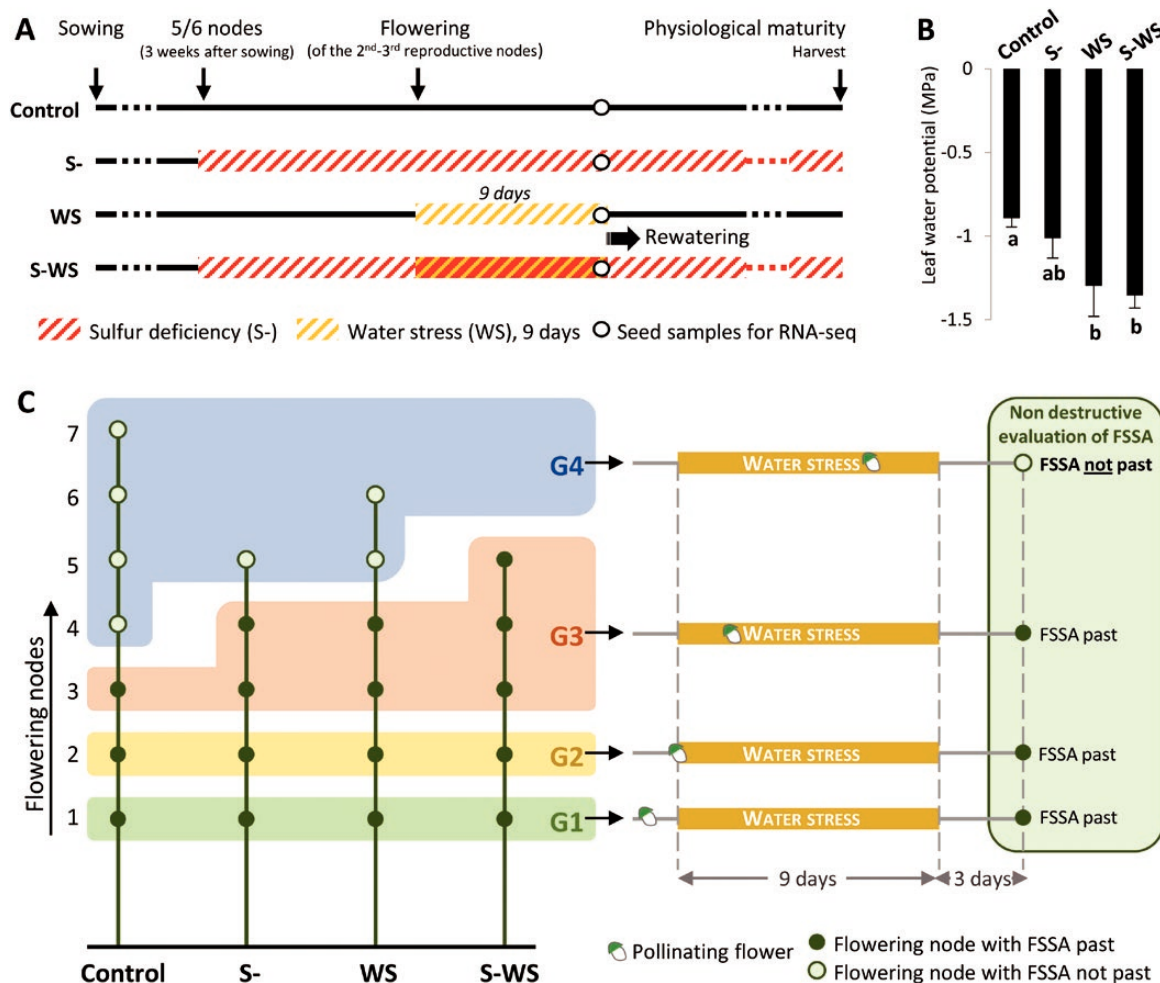 A
Sowing
5/6 nodes
(3 weeks after sowing)
Flowering
(of the 2nd-3rd reproductive nodes)
Physiological maturity
Harvest
Control
S-
WS
9 days
Rewatering
S-WS
Sulfur deficiency (S-)
Water stress (WS), 9 days
Seed samples for RNA-seq
B
Control
S-
WS
S-WS
Leaf water potential (MPa)
0
-0.5
-1
-1.5
a
ab
b
b
C
Flowering nodes
7
6
5
4
3
2
1
G4
G3
G2
G1
WATER STRESS
WATER STRESS
WATER STRESS
WATER STRESS
Non destructive
evaluation of FSSA
FSSA not past
FSSA past
FSSA past
FSSA past
9 days
3 days
Control
S-
WS
S-WS
Pollinating flower
Flowering node with FSSA past
Flowering node with FSSA not past